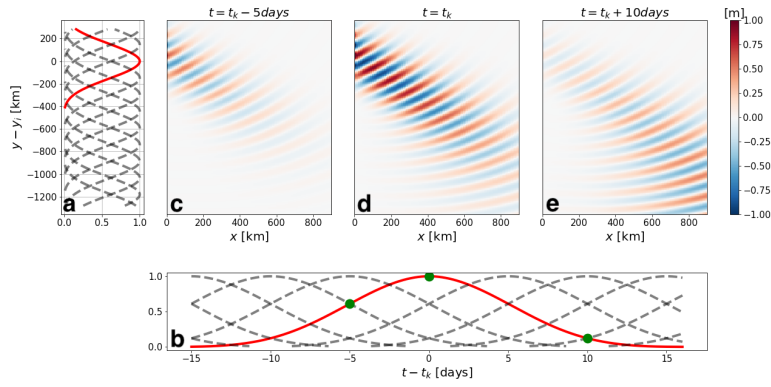 t = t_k − 5days
t = t_k
t = t_k + 10days
[m]
y − y_i [km]
200
0
−200
−400
−600
−800
−1000
−1200
0.0 0.5 1.0
a
c
d
e
0 200 400 600 800
x [km]
0 200 400 600 800
x [km]
0 200 400 600 800
x [km]
1.00
0.75
0.50
0.25
0.00
−0.25
−0.50
−0.75
−1.00
1.0
0.5
0.0
b
−15 −10 −5 0 5 10 15
t − t_k [days]